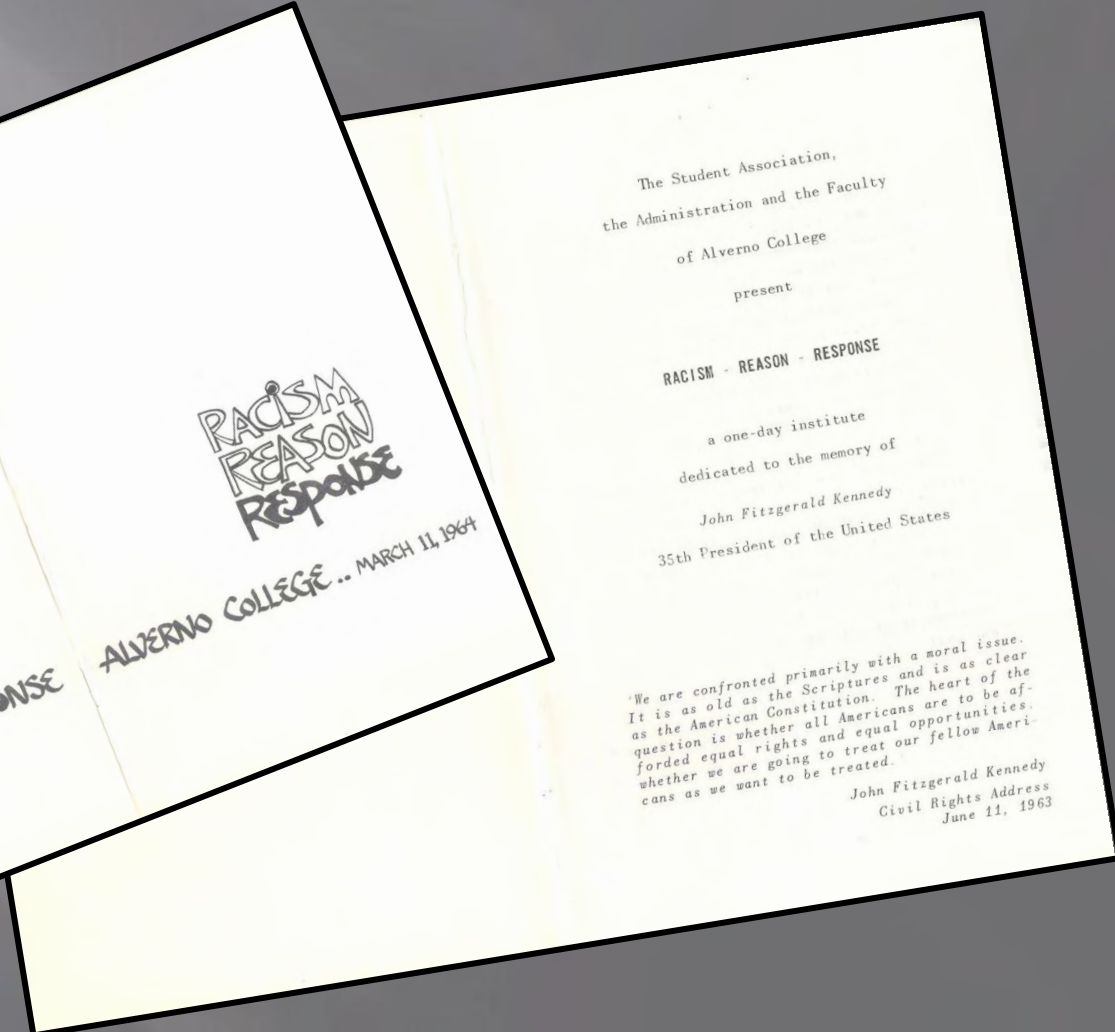 RACISM
REASON
RESPONSE
ALVERNO COLLEGE .. MARCH 11, 1964
The Student Association,
the Administration and the Faculty
of Alverno College
present
RACISM - REASON - RESPONSE
a one-day institute
dedicated to the memory of
John Fitzgerald Kennedy
35th President of the United States
"We are confronted primarily with a moral issue.
It is as old as the Scriptures and is as clear
as the American Constitution. The heart of the
question is whether all Americans are to be af-
forded equal rights and equal opportunities.
whether we are going to treat our fellow Ameri-
cans as we want to be treated.
John Fitzgerald Kennedy
Civil Rights Address
June 11, 1963